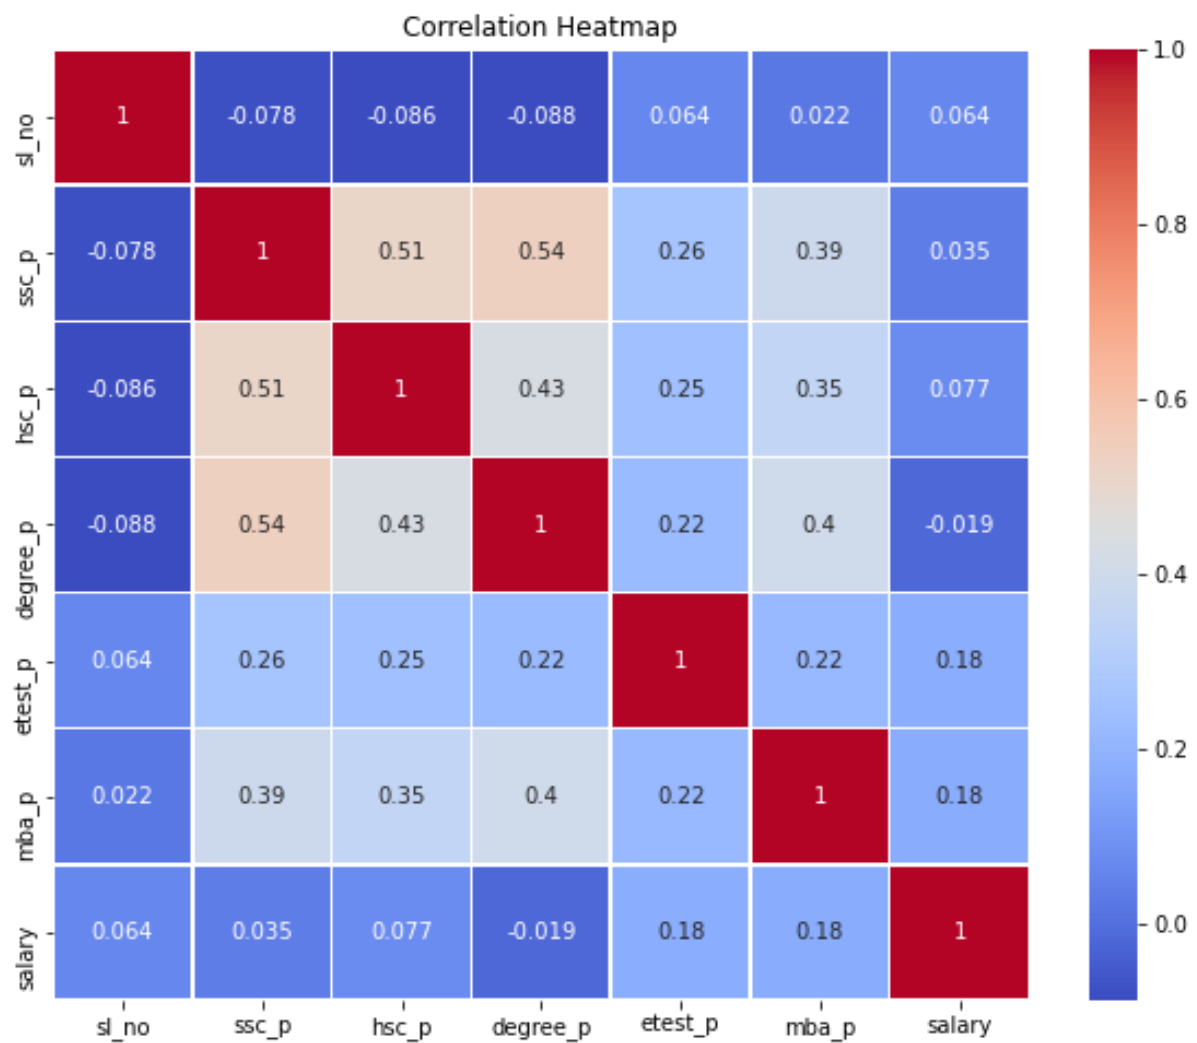 Correlation Heatmap
sl_no 1 -0.078 -0.086 -0.088 0.064 0.022 0.064
ssc_p -0.078 1 0.51 0.54 0.26 0.39 0.035
hsc_p -0.086 0.51 1 0.43 0.25 0.35 0.077
degree_p -0.088 0.54 0.43 1 0.22 0.4 -0.019
etest_p 0.064 0.26 0.25 0.22 1 0.22 0.18
mba_p 0.022 0.39 0.35 0.4 0.22 1 0.18
salary 0.064 0.035 0.077 -0.019 0.18 0.18 1
sl_no ssc_p hsc_p degree_p etest_p mba_p salary
1.0
0.8
0.6
0.4
0.2
0.0